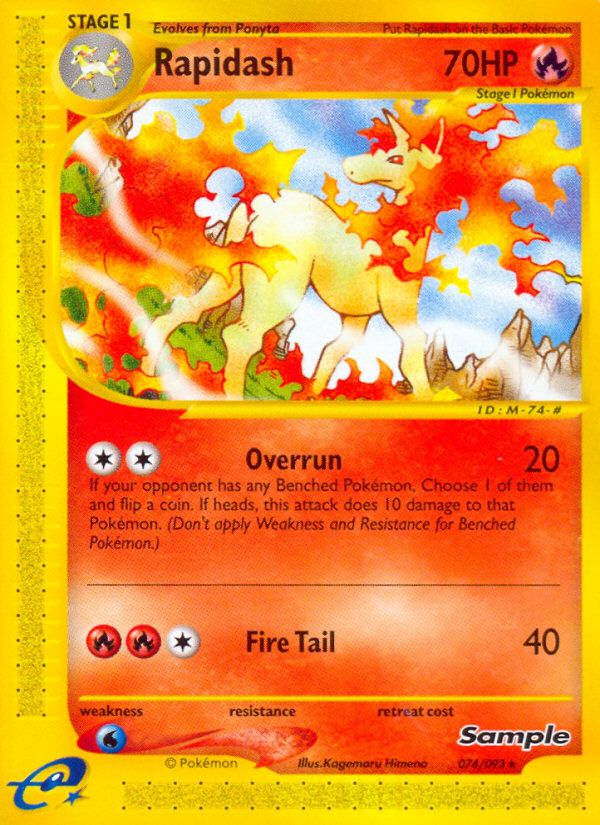 STAGE 1
Evolves from Ponyta
Put Rapidash on the Basic Pokémon
Rapidash
70HP
Stage 1 Pokémon
ID: M-74-#
Overrun
20
If your opponent has any Benched Pokémon, Choose 1 of them
and flip a coin. If heads, this attack does 10 damage to that
Pokémon. (Don't apply Weakness and Resistance for Benched
Pokémon.)
Fire Tail
40
weakness
resistance
retreat cost
Sample
© Pokémon
Illus. Kagemaru Himeno
074/093 ★